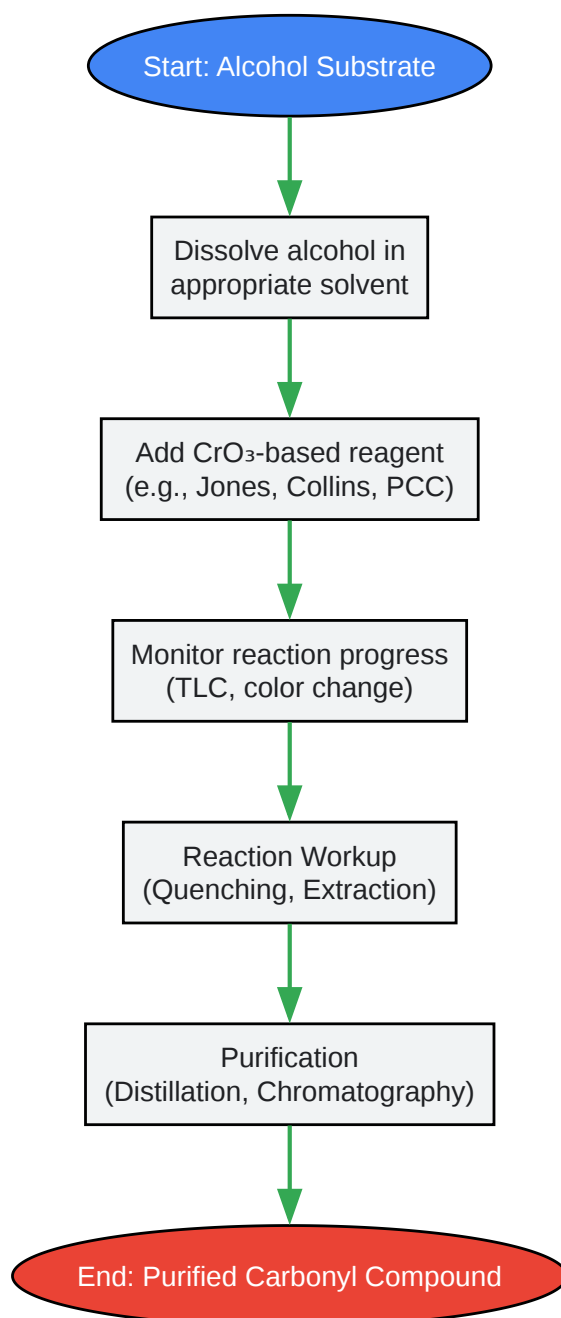 Start: Alcohol Substrate
Dissolve alcohol in
appropriate solvent
Add CrO₃-based reagent
(e.g., Jones, Collins, PCC)
Monitor reaction progress
(TLC, color change)
Reaction Workup
(Quenching, Extraction)
Purification
(Distillation, Chromatography)
End: Purified Carbonyl Compound